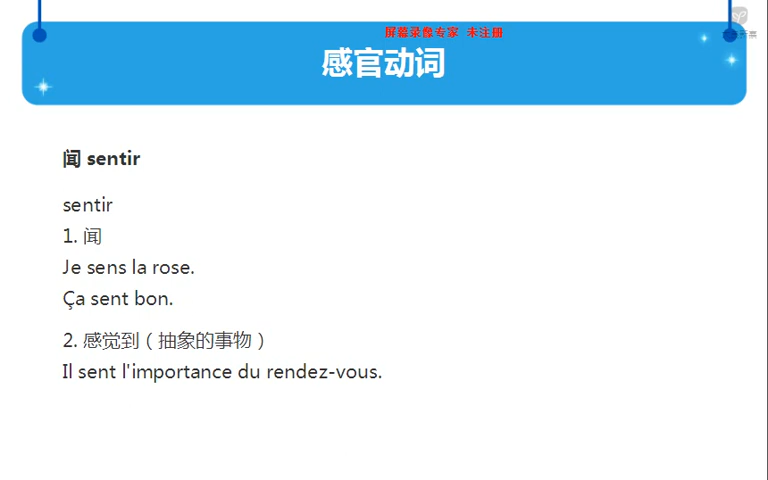 屏幕录像专家 未注册
感官动词
闻 sentir
sentir
1. 闻
Je sens la rose.
Ça sent bon.
2. 感觉到（抽象的事物）
Il sent l'importance du rendez-vous.